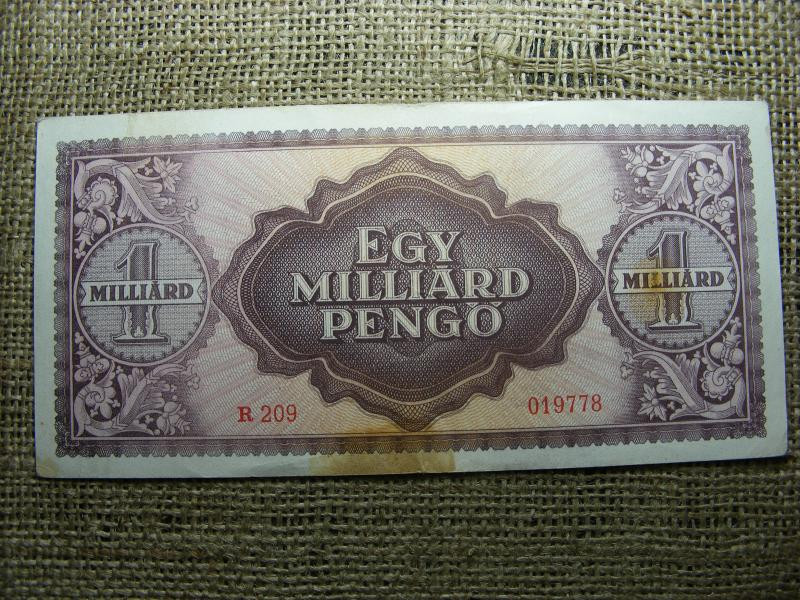 EGY
MILLIÁRD
PENGŐ
1
MILLIÁRD
1
MILLIÁRD
R 209
019778